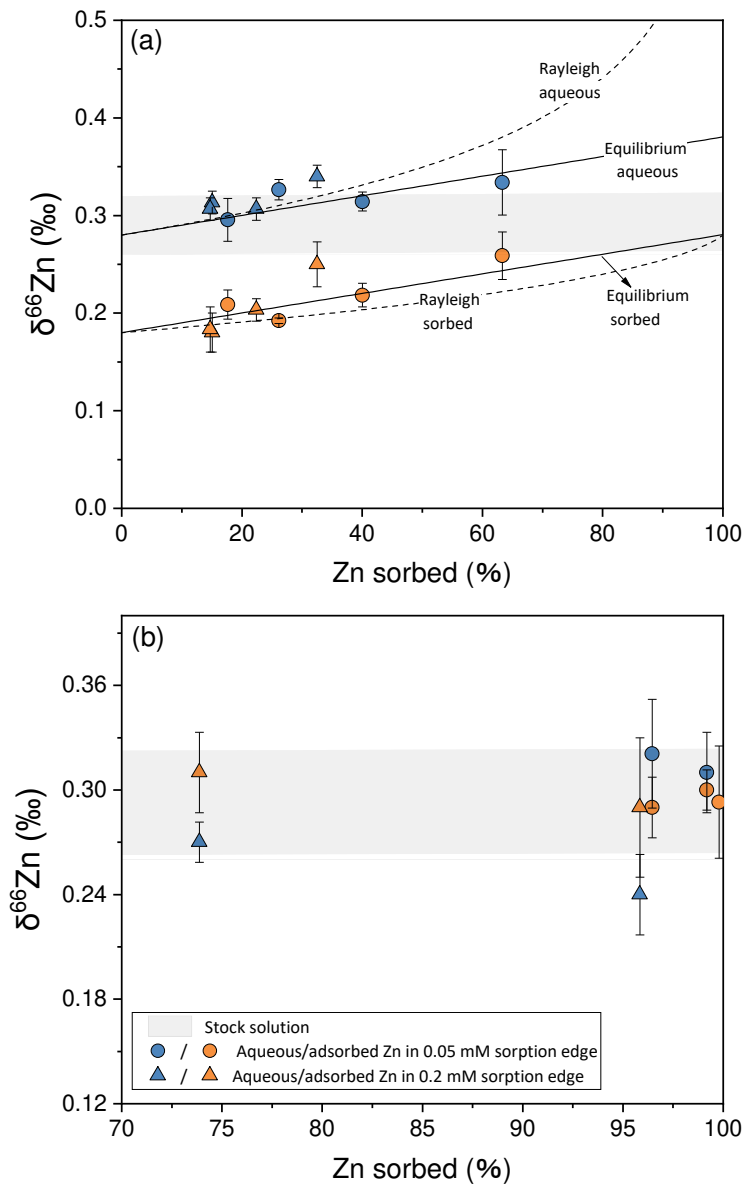 (a)
0.5
0.4
0.3
0.2
0.1
0.0
δ⁶⁶Zn (‰)
Rayleigh
aqueous
Equilibrium
aqueous
Rayleigh
sorbed
Equilibrium
sorbed
0 20 40 60 80 100
Zn sorbed (%)
(b)
0.36
0.30
0.24
0.18
0.12
δ⁶⁶Zn (‰)
Stock solution
/ Aqueous/adsorbed Zn in 0.05 mM sorption edge
/ Aqueous/adsorbed Zn in 0.2 mM sorption edge
70 75 80 85 90 95 100
Zn sorbed (%)